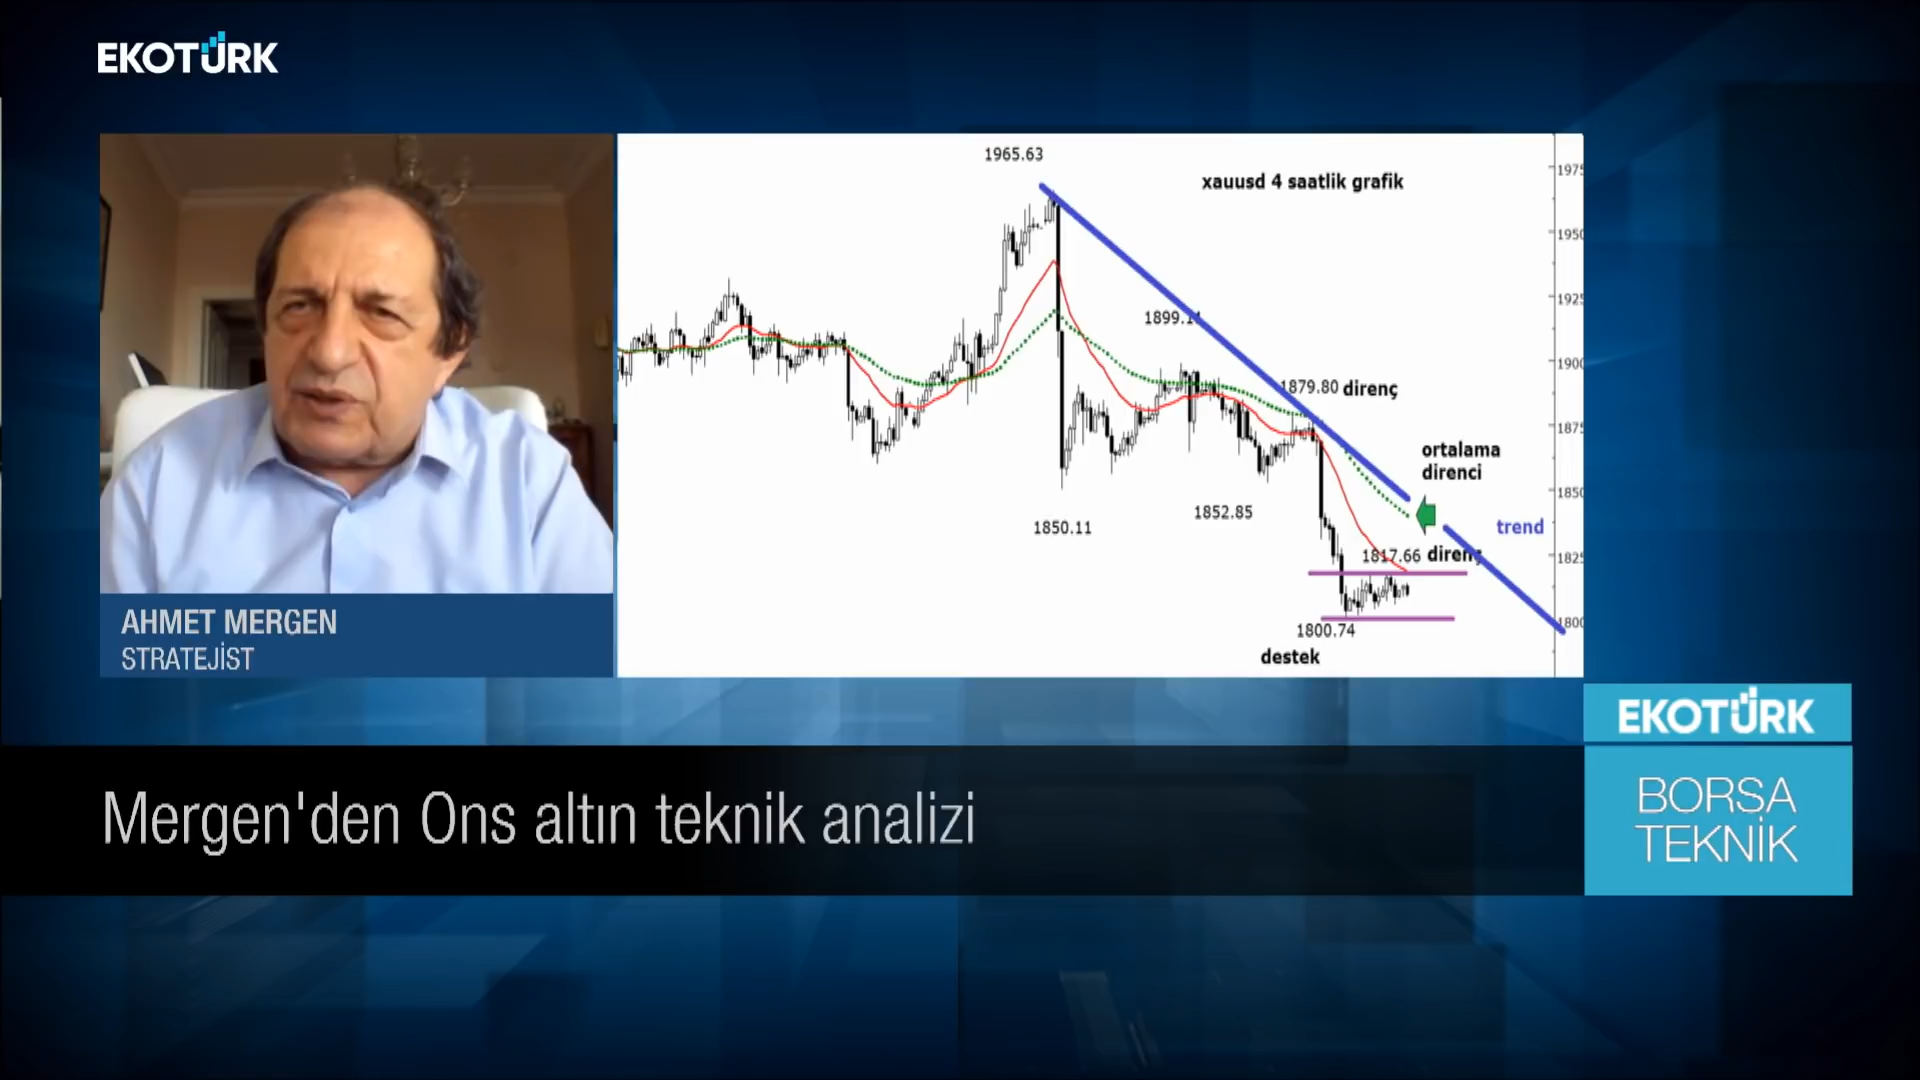 EKOTÜRK
1965.63
xauusd 4 saatlik grafik
1975
1950
1925
1899.11
1900
1879.80 direnç
1875
ortalama
direnci
1850
1850.11
1852.85
trend
1817.66 direnç
1825
1800.74
1800
destek
AHMET MERGEN
STRATEJİST
EKOTÜRK
Mergen'den Ons altın teknik analizi
BORSA
TEKNİK